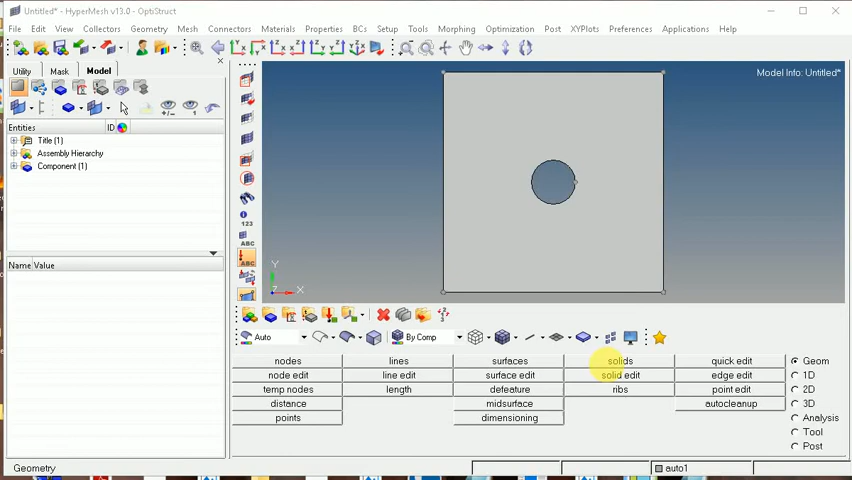 Untitled* - HyperMesh v13.0 - OptiStruct
File Edit View Collectors Geometry Mesh Connectors Materials Properties BCs Setup Tools Morphing Optimization Post XYPlots Preferences Applications Help
Utility Mask Model
Model Info: Untitled*
Entities ID
Title (1)
Assembly Hierarchy
Component (1)
1
123
ABC
ABC
Name Value
Y
Z X
Auto By Comp
nodes lines surfaces solids quick edit Geom
node edit line edit surface edit solid edit edge edit 1D
temp nodes length defeature ribs point edit 2D
distance midsurface autocleanup 3D
points dimensioning Analysis
Tool
Post
Geometry auto1